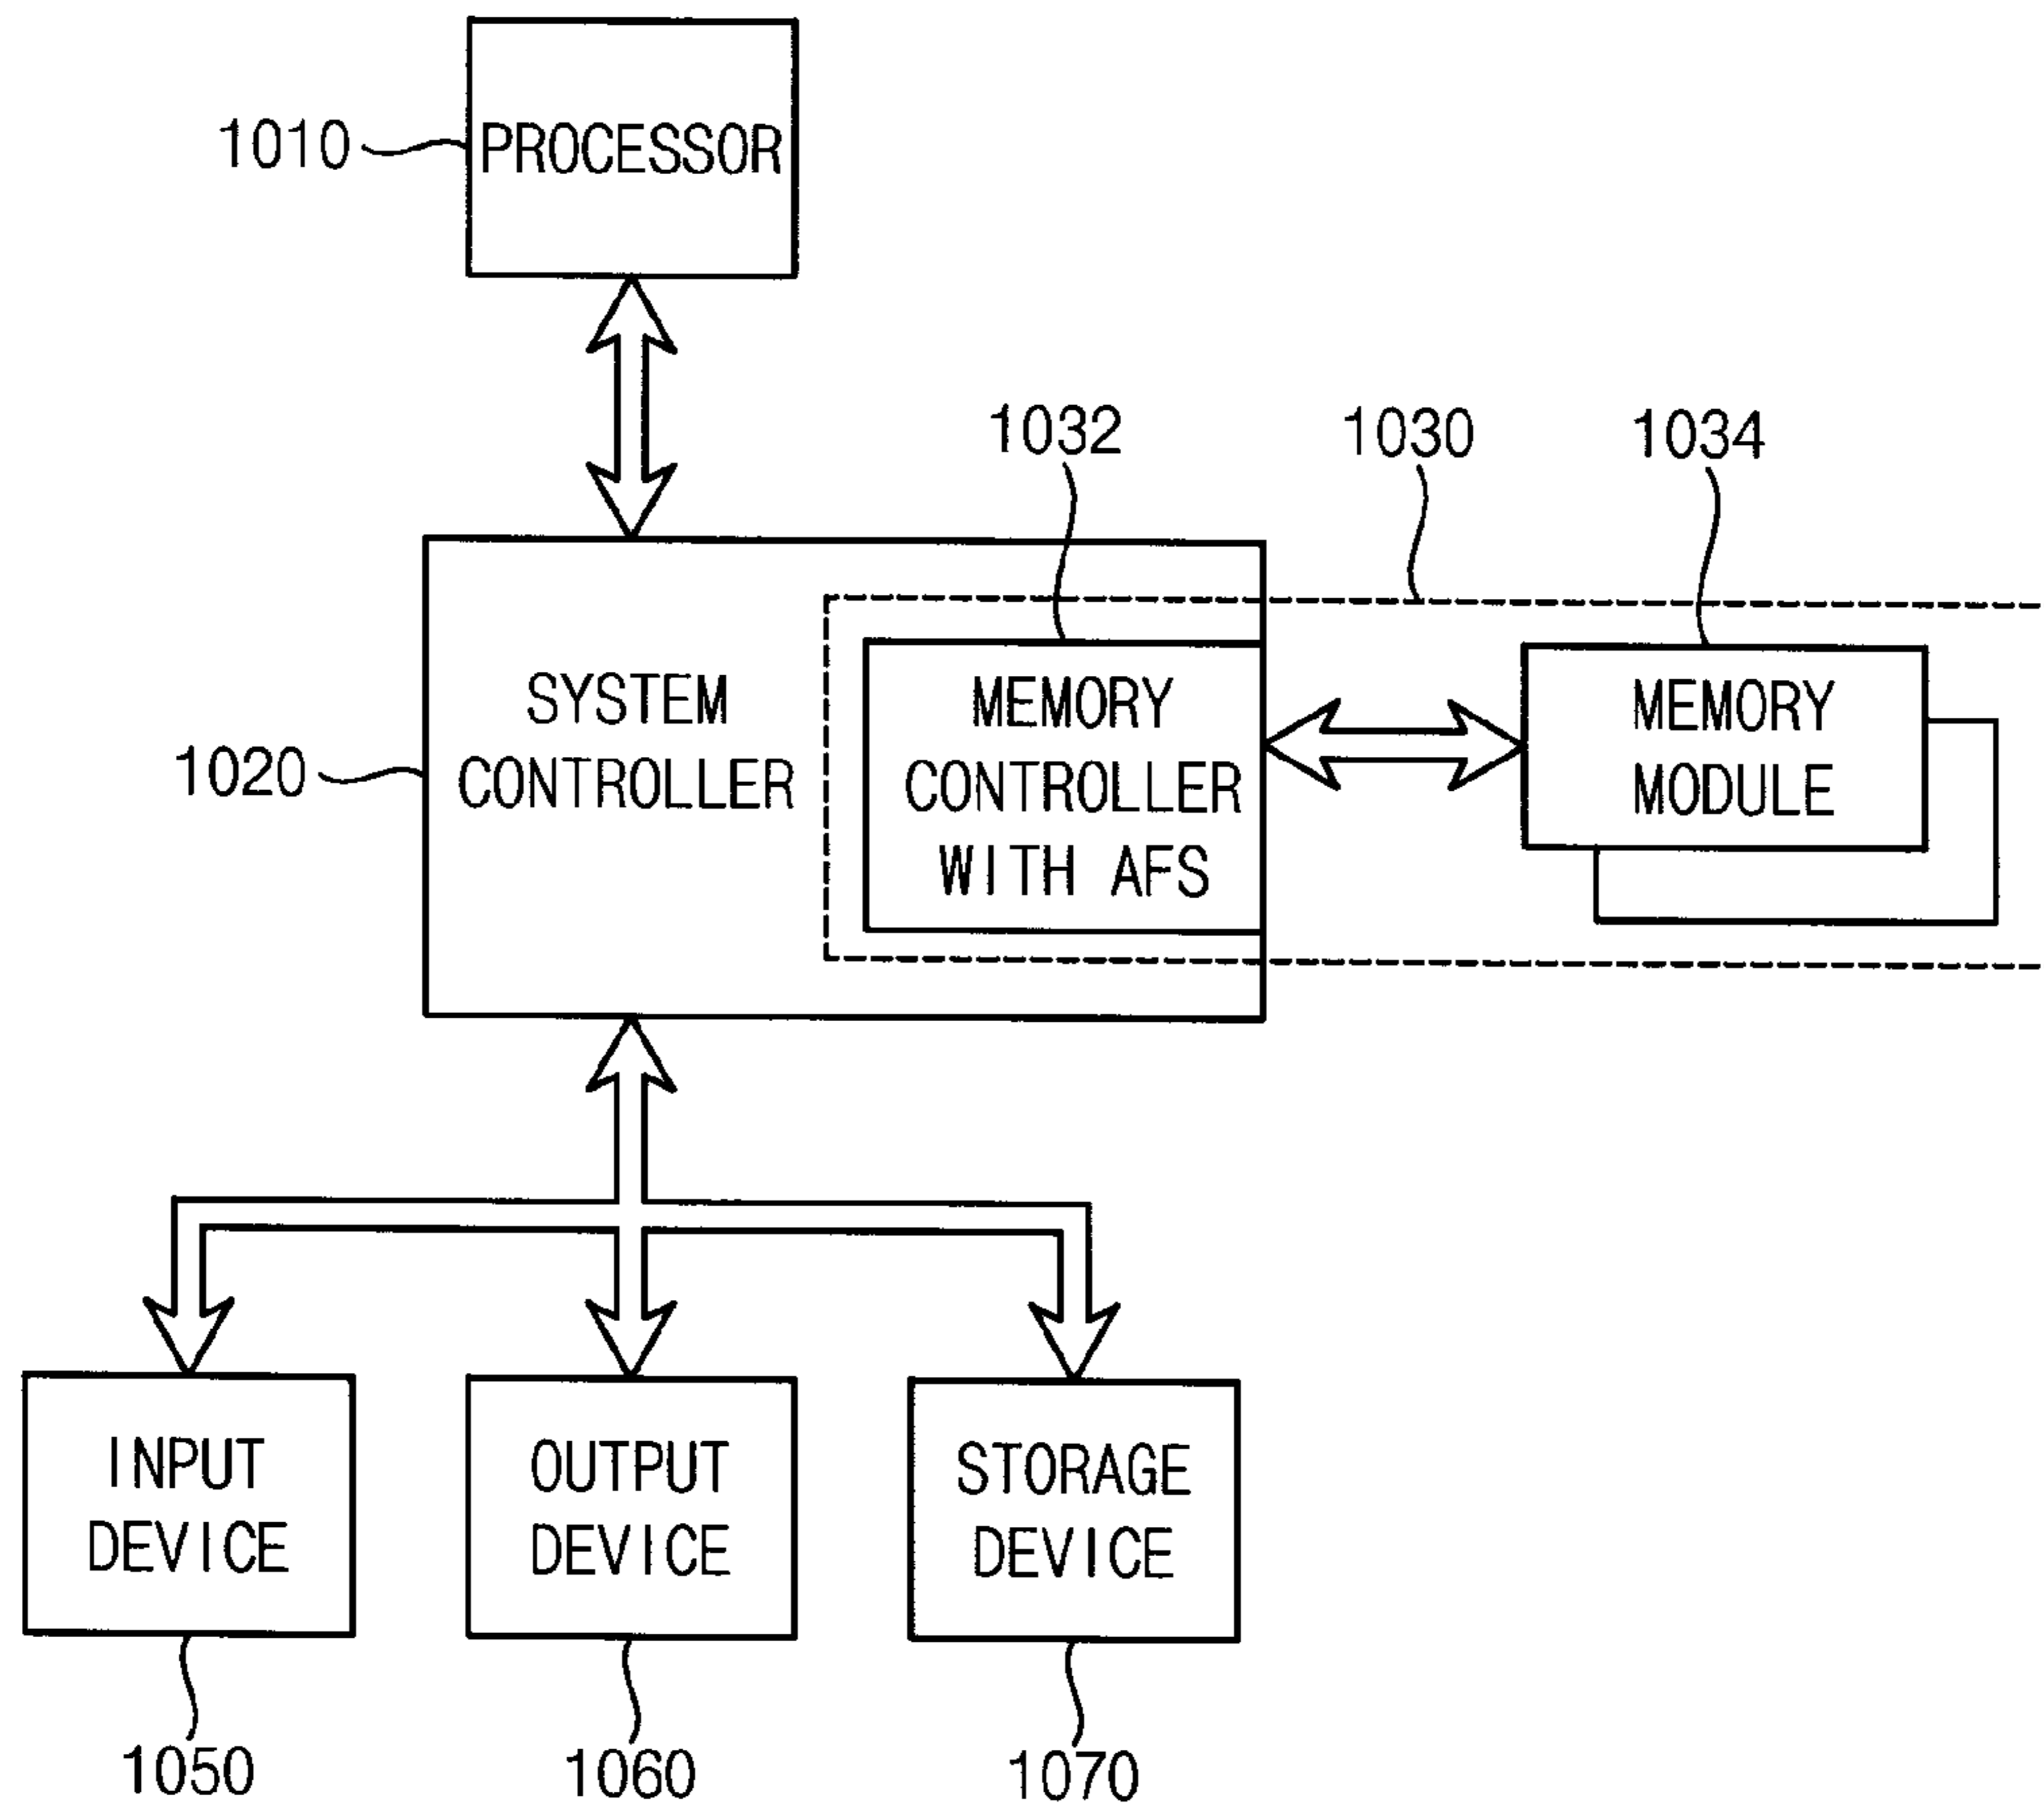 1010
PROCESSOR
1032
1030
1034
SYSTEM
CONTROLLER
1020
MEMORY
CONTROLLER
WITH AFS
MEMORY
MODULE
INPUT
DEVICE
OUTPUT
DEVICE
STORAGE
DEVICE
1050
1060
1070